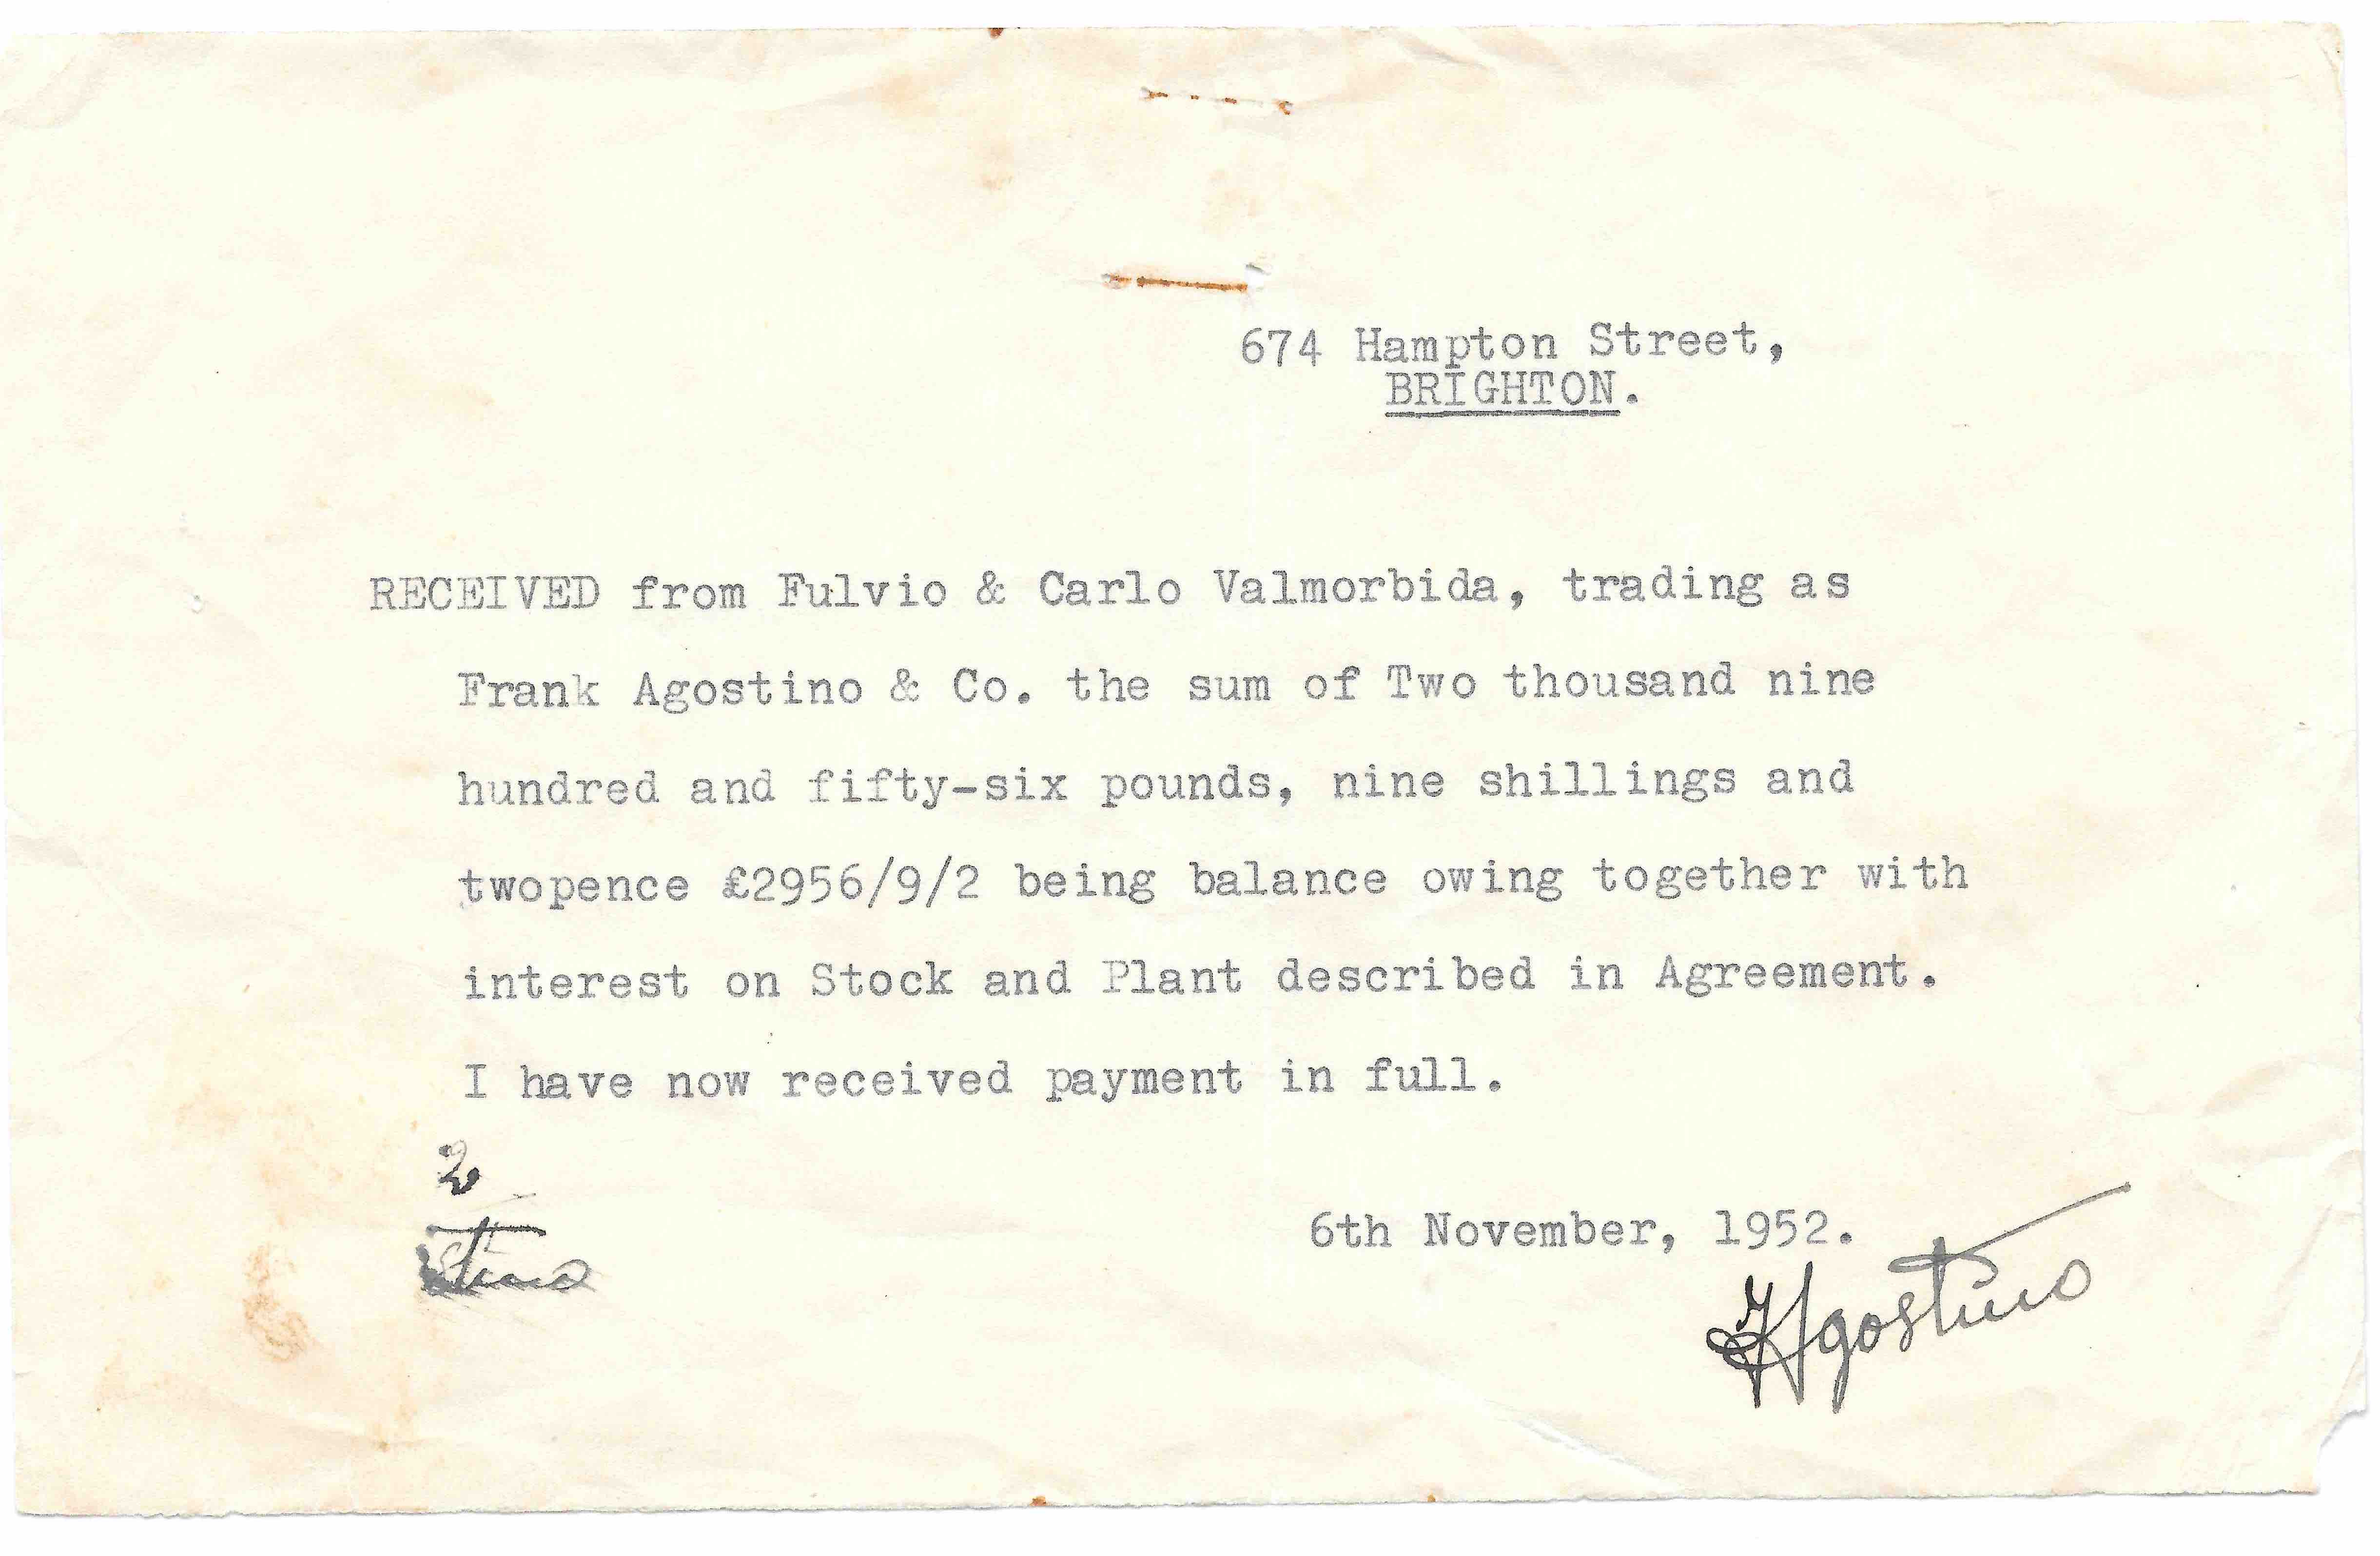 674 Hampton Street,
BRIGHTON.
RECEIVED from Fulvio & Carlo Valmorbida, trading as
Frank Agostino & Co. the sum of Two thousand nine
hundred and fifty-six pounds, nine shillings and
twopence £2956/9/2 being balance owing together with
interest on Stock and Plant described in Agreement.
I have now received payment in full.
2
6th November, 1952.
stino
FAgostino